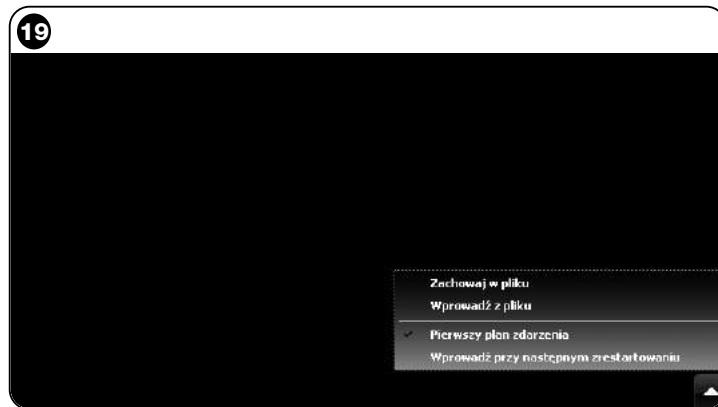 19
Zachowaj w pliku
Wprowadź z pliku
Pierwszy plan zdarzenia
Wprowadź przy następnym zrestartowaniu